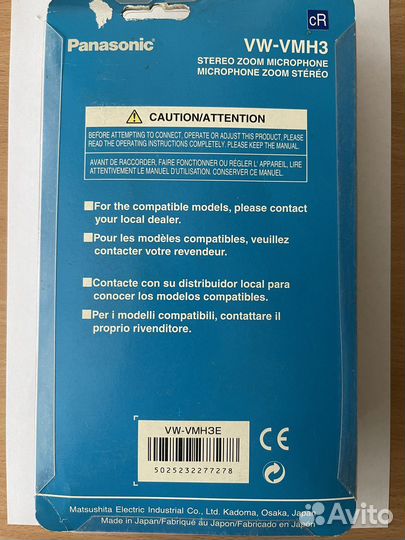 cR
Panasonic
VW-VMH3
STEREO ZOOM MICROPHONE
MICROPHONE ZOOM STÉRÉO
CAUTION/ATTENTION
BEFORE ATTEMPTING TO CONNECT, OPERATE OR ADJUST THIS PRODUCT, PLEASE
READ THE OPERATING INSTRUCTIONS COMPLETELY. PLEASE KEEP THE MANUAL.
AVANT DE RACCORDER, FAIRE FONCTIONNER OU RÉGLER L'APPAREIL, LIRE
ATTENTIVEMENT LE MANUEL D'UTILISATION. CONSERVER CE MANUEL.
■For the compatible models, please contact
your local dealer.
■Pour les modèles compatibles, veuillez
contacter votre revendeur.
■Contacte con su distribuidor local para
conocer los modelos compatibles.
■Per i modelli compatibili, contattare il
proprio rivenditore.
VW-VMH3E
5025232277278
CE
Matsushita Electric Industrial Co., Ltd. Kadoma, Osaka, Japan
Made in Japan/Fabriqué au Japon/Fabricado en Japón
Avito